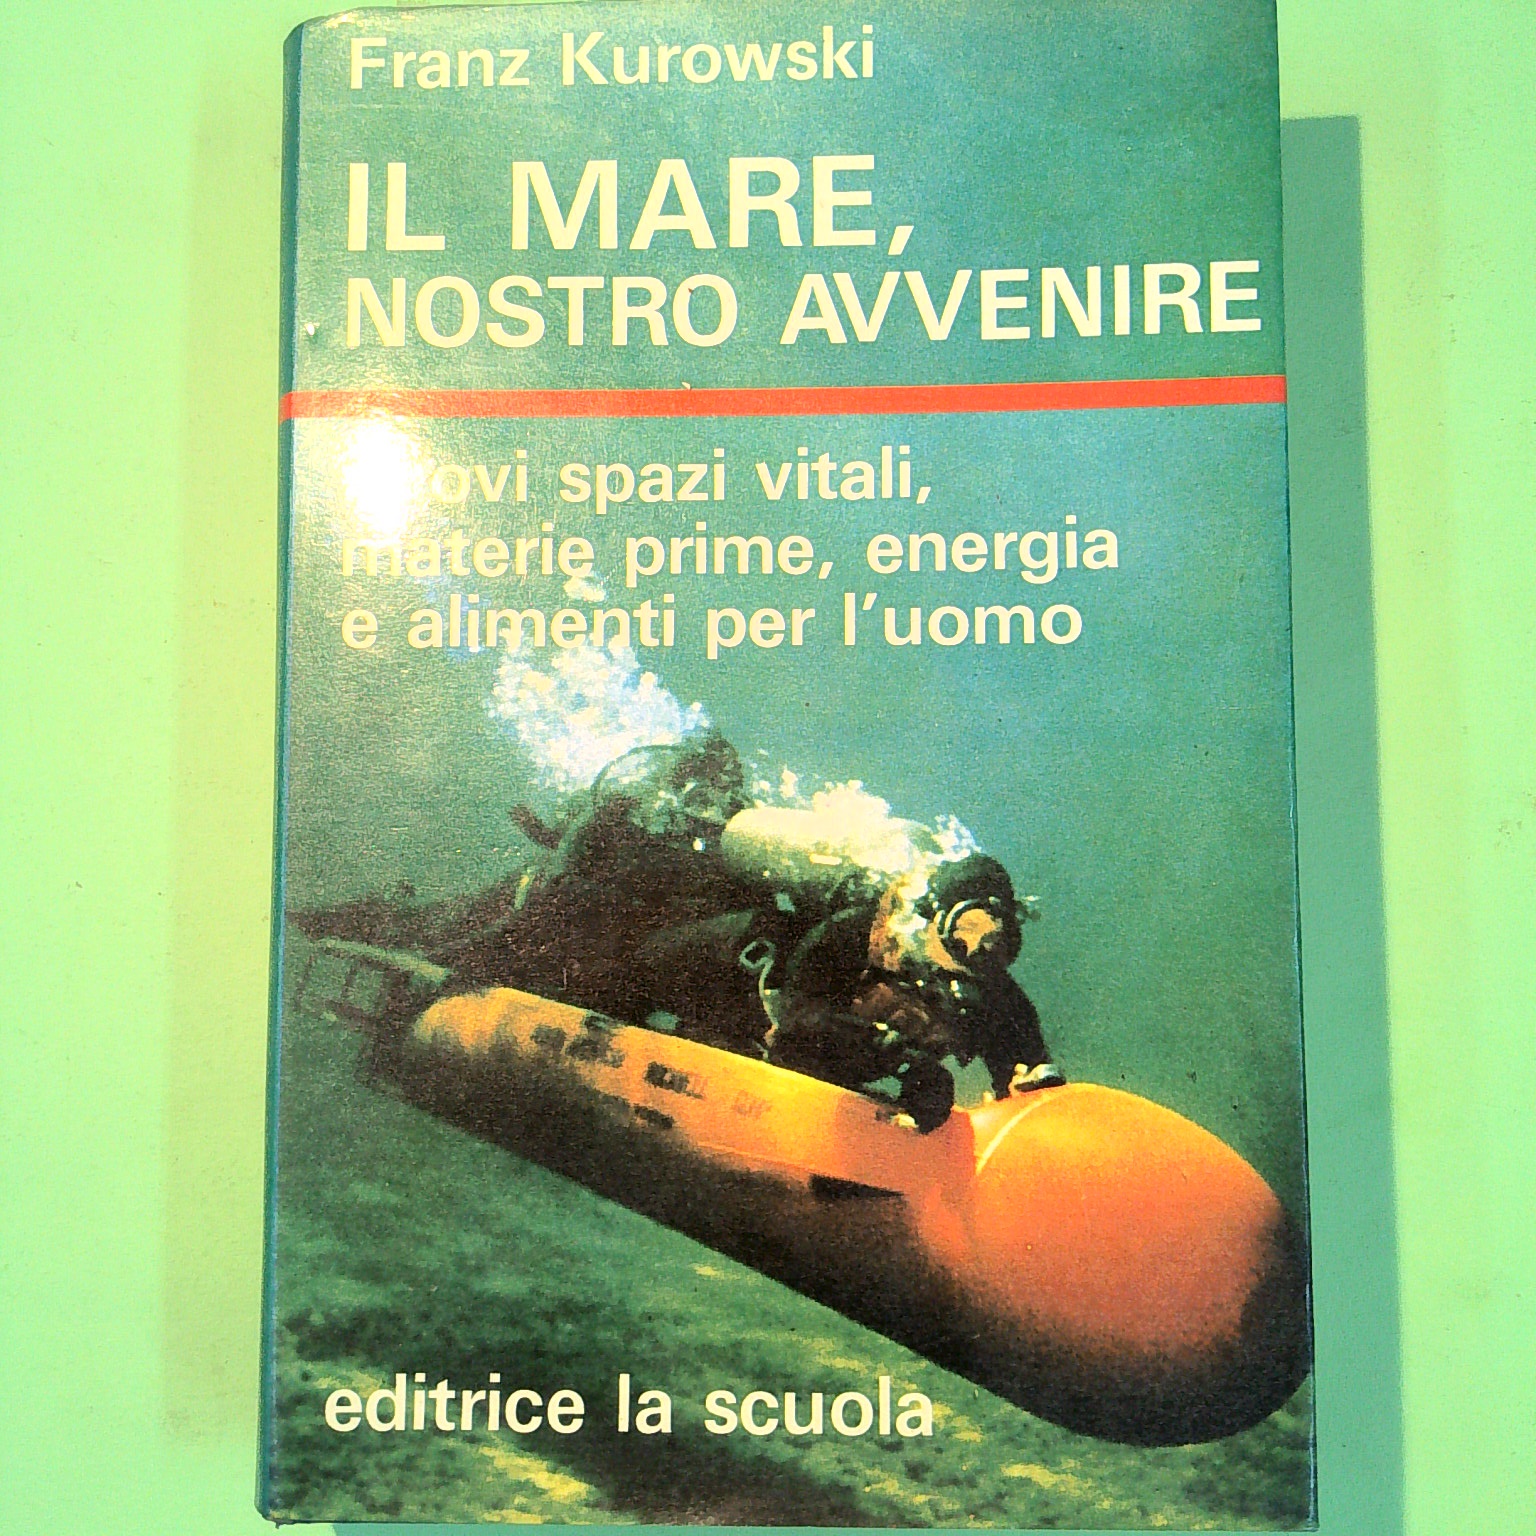 Franz Kurowski
IL MARE,
NOSTRO AVVENIRE
spazi vitali,
materie prime, energia
e alimenti per l'uomo
editrice la scuola